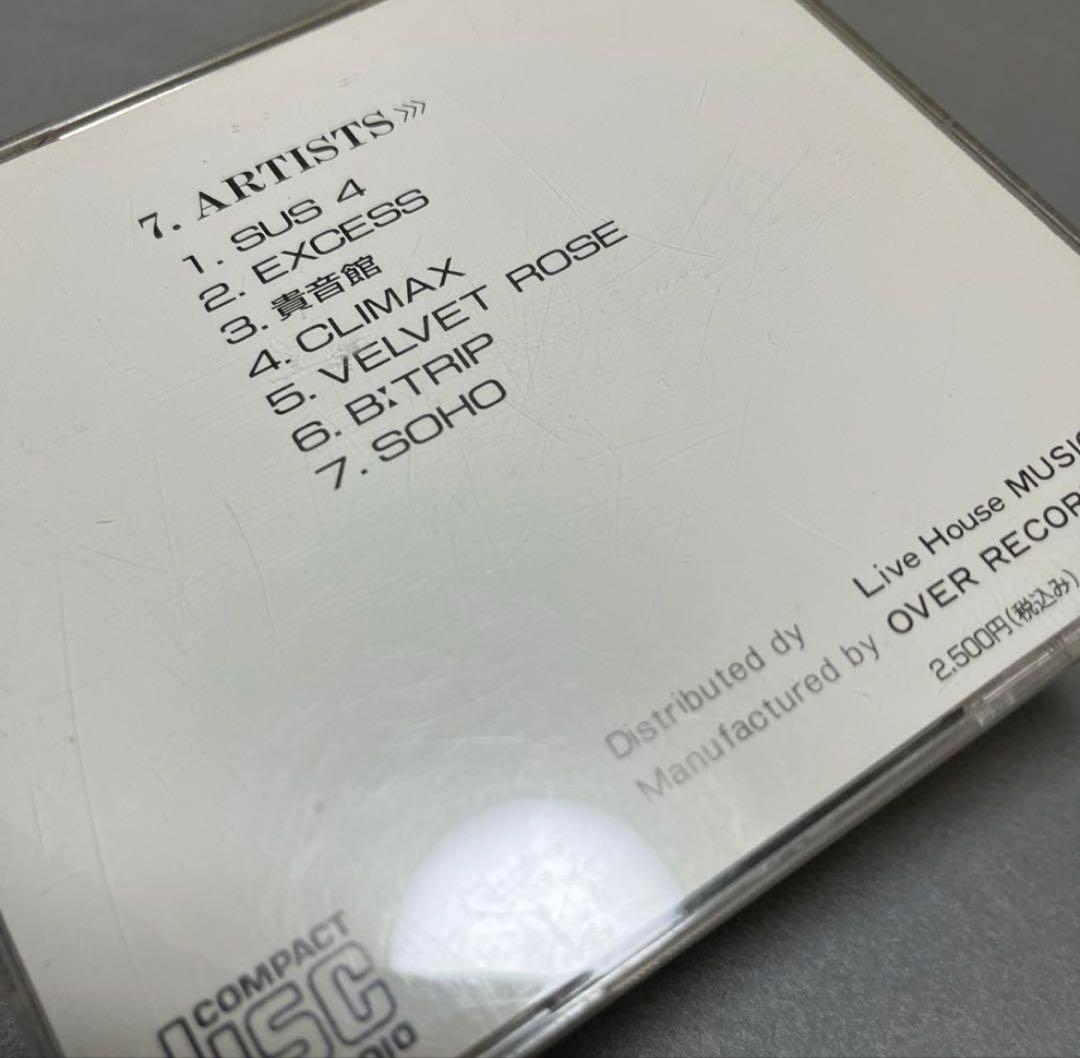 7. ARTISTS >>>
1. SUS 4
2. EXCESS
3. 貴音館
4. CLIMAX
5. VELVET ROSE
6. B:TRIP
7. SOHO
Distributed dy Live House MUSIC
Manufactured by OVER RECOR
2,500円(税込み)
COMPACT
disc